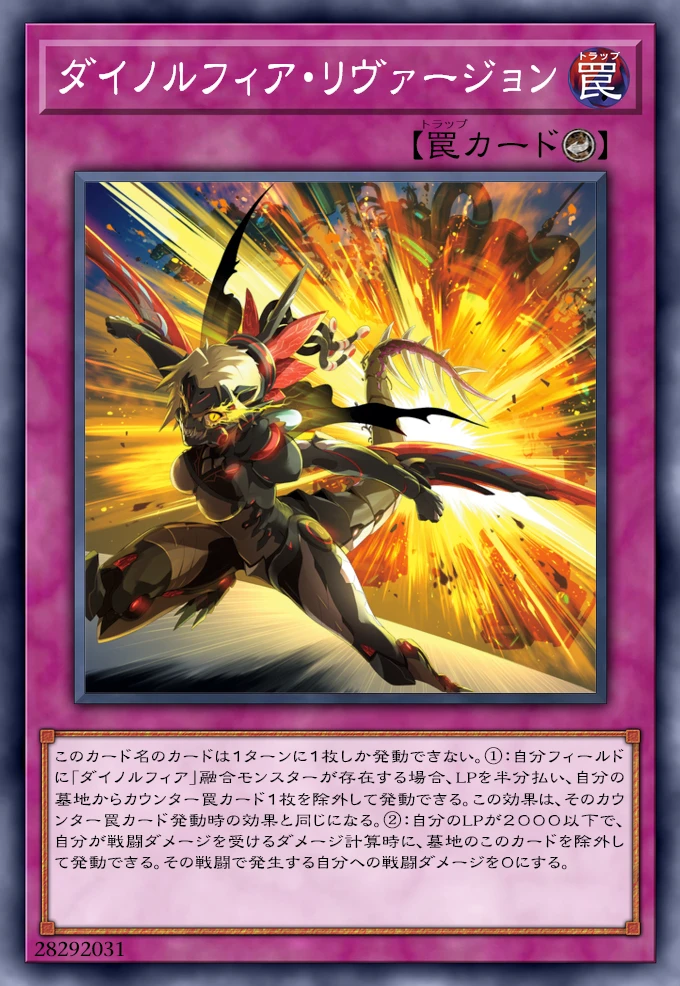 ダイノルフィア・リヴァージョン
トラップ
罠
トラップ
【罠カード】
このカード名のカードは1ターンに1枚しか発動できない。①:自分フィールド
に「ダイノルフィア」融合モンスターが存在する場合、LPを半分払い、自分の
墓地からカウンター罠カード1枚を除外して発動できる。この効果は、そのカウ
ンター罠カード発動時の効果と同じになる。②:自分のLPが2000以下で、
自分が戦闘ダメージを受けるダメージ計算時に、墓地のこのカードを除外し
て発動できる。その戦闘で発生する自分への戦闘ダメージを0にする。
28292031